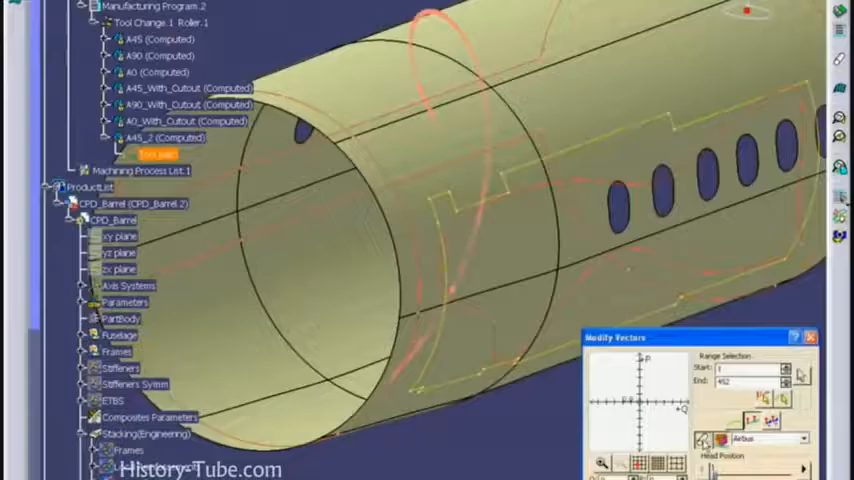 Manufacturing Program.2
Tool Change.1 Roller.1
A45 (Computed)
A90 (Computed)
A0 (Computed)
A45_With_Cutout (Computed)
A90_With_Cutout (Computed)
A0_With_Cutout (Computed)
A45_2 (Computed)
Machining Process List.1
ProductList
CPD_Barrel (CPD_Barrel.2)
CPD_Barrel
xy plane
yz plane
zx plane
Axis Systems
Parameters
PartBody
Fuselage
Frames
Stiffeners
Stiffeners Symm
ETBS
Composites Parameters
Stacking(Engineering)
Frames
History-Tube.com
Modify Vectors
Range Selection
Start: 1
End: 452
Airbus
Head Position